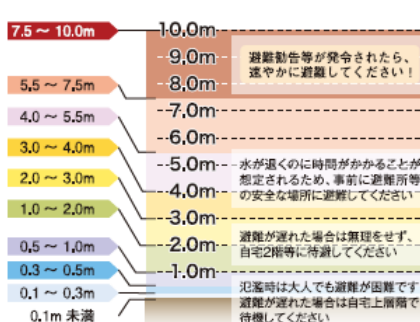 7.5 ～ 10.0m
5.5 ～ 7.5m
4.0 ～ 5.5m
3.0 ～ 4.0m
2.0 ～ 3.0m
1.0 ～ 2.0m
0.5 ～ 1.0m
0.3 ～ 0.5m
0.1 ～ 0.3m
0.1m 未満
10.0m
9.0m
8.0m
7.0m
6.0m
5.0m
4.0m
3.0m
2.0m
1.0m
避難勧告等が発令されたら、
速やかに避難してください！
水が退くのに時間がかかることが
想定されるため、事前に避難所等
の安全な場所に避難してください
避難が遅れた場合は無理をせず、
自宅2階等に待避してください
氾濫時は大人でも避難が困難です
避難が遅れた場合は自宅上層階で
待機してください